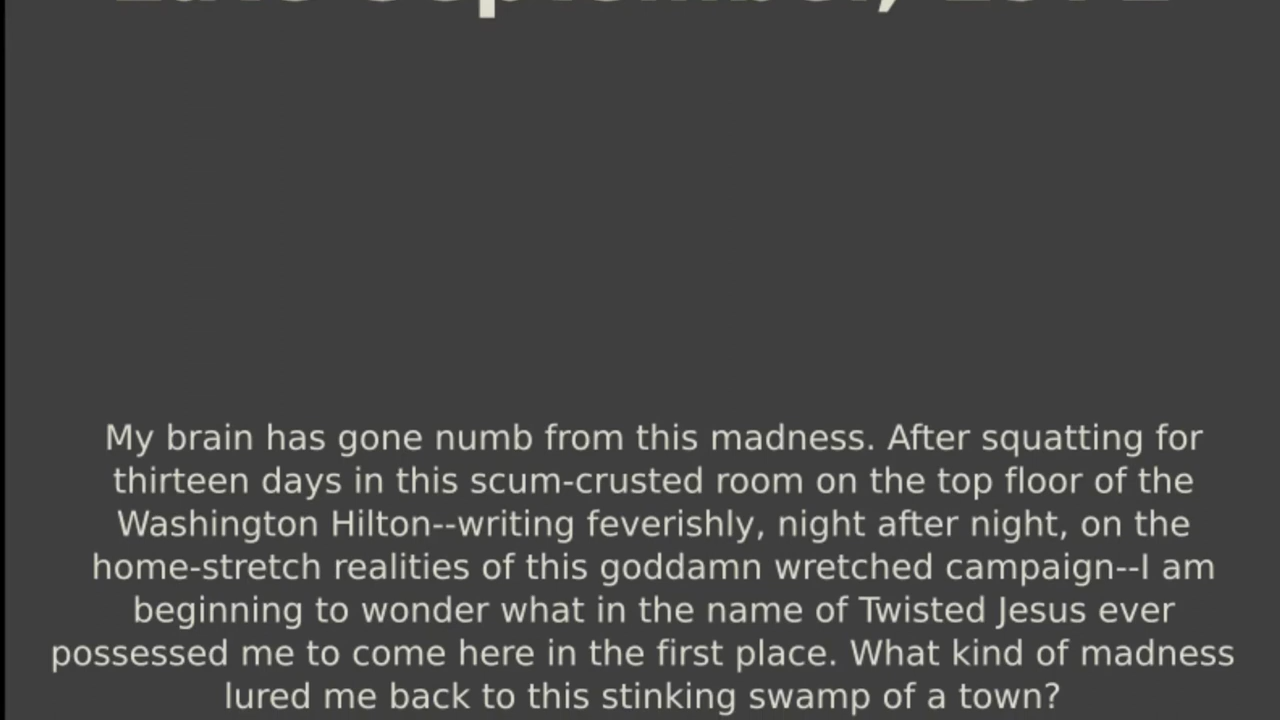 My brain has gone numb from this madness. After squatting for
thirteen days in this scum-crusted room on the top floor of the
Washington Hilton--writing feverishly, night after night, on the
home-stretch realities of this goddamn wretched campaign--I am
beginning to wonder what in the name of Twisted Jesus ever
possessed me to come here in the first place. What kind of madness
lured me back to this stinking swamp of a town?